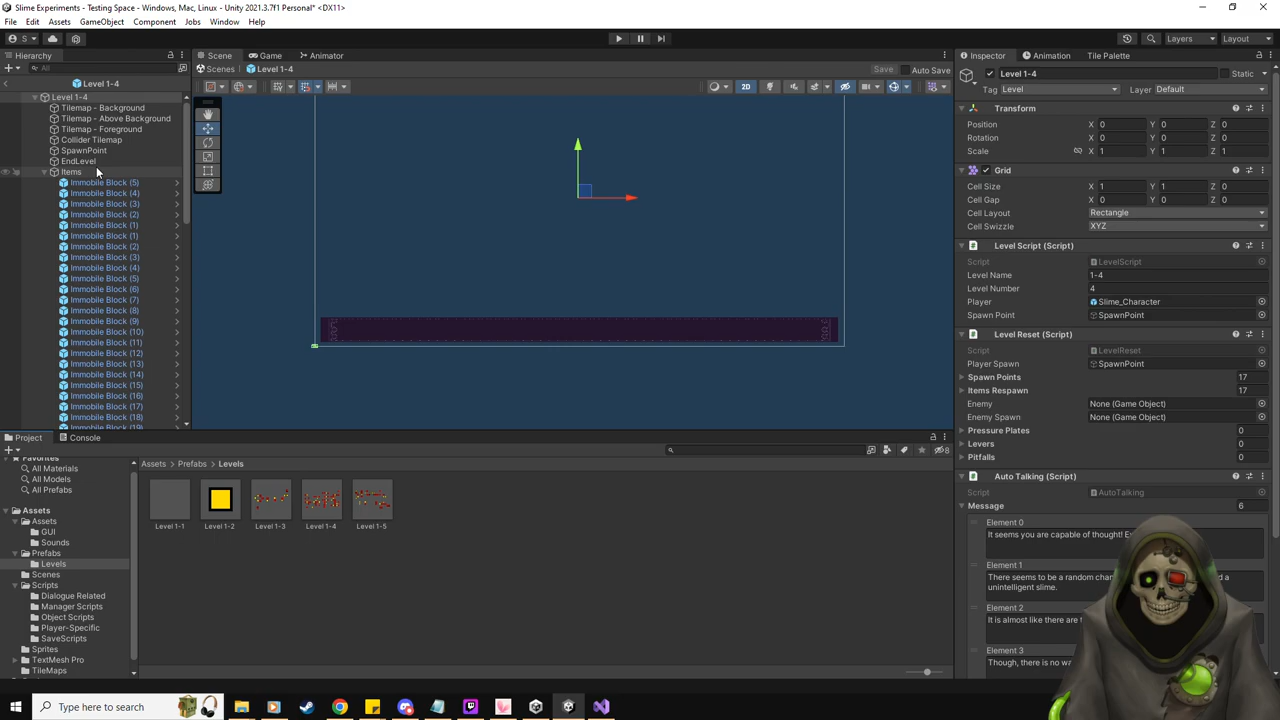 Slime Experiments - Testing Space - Windows, Mac, Linux - Unity 2021.3.7f1 Personal* <DX11>
File Edit Assets GameObject Component Jobs Window Help
S Layers Layout
Hierarchy Scene Game Animator Inspector Animation Tile Palette
All Scenes Level 1-4 Save Auto Save Level 1-4 Static
Level 1-4 2D Tag Level Layer Default
Level 1-4
Tilemap - Background
Tilemap - Above Background
Tilemap - Foreground
Collider Tilemap
SpawnPoint
EndLevel
Items
Immobile Block (5)
Immobile Block (4)
Immobile Block (3)
Immobile Block (2)
Immobile Block (1)
Immobile Block (1)
Immobile Block (2)
Immobile Block (3)
Immobile Block (4)
Immobile Block (5)
Immobile Block (6)
Immobile Block (7)
Immobile Block (8)
Immobile Block (9)
Immobile Block (10)
Immobile Block (11)
Immobile Block (12)
Immobile Block (13)
Immobile Block (14)
Immobile Block (15)
Immobile Block (16)
Immobile Block (17)
Immobile Block (18)
Immobile Block (19)
Transform
Position X 0 Y 0 Z 0
Rotation X 0 Y 0 Z 0
Scale X 1 Y 1 Z 1
Grid
Cell Size X 1 Y 1 Z 0
Cell Gap X 0 Y 0 Z 0
Cell Layout Rectangle
Cell Swizzle XYZ
Level Script (Script)
Script LevelScript
Level Name 1-4
Level Number 4
Player Slime_Character
Spawn Point SpawnPoint
Level Reset (Script)
Script LevelReset
Player Spawn SpawnPoint
Spawn Points 17
Items Respawn 17
Enemy None (Game Object)
Enemy Spawn None (Game Object)
Pressure Plates 0
Levers 0
Pitfalls 0
Auto Talking (Script)
Script AutoTalking
Message 6
Element 0
It seems you are capable of thought!
Element 1
There seems to be a random
unintelligent slime.
Element 2
It is almost like there are
Element 3
Though, there is no
Project Console
8
Favorites
All Materials
All Models
All Prefabs
Assets
Assets
GUI
Sounds
Prefabs
Levels
Scenes
Scripts
Dialogue Related
Manager Scripts
Object Scripts
Player-Specific
SaveScripts
Sprites
TextMesh Pro
TileMaps
Assets Prefabs Levels
Level 1-1 Level 1-2 Level 1-3 Level 1-4 Level 1-5
Type here to search